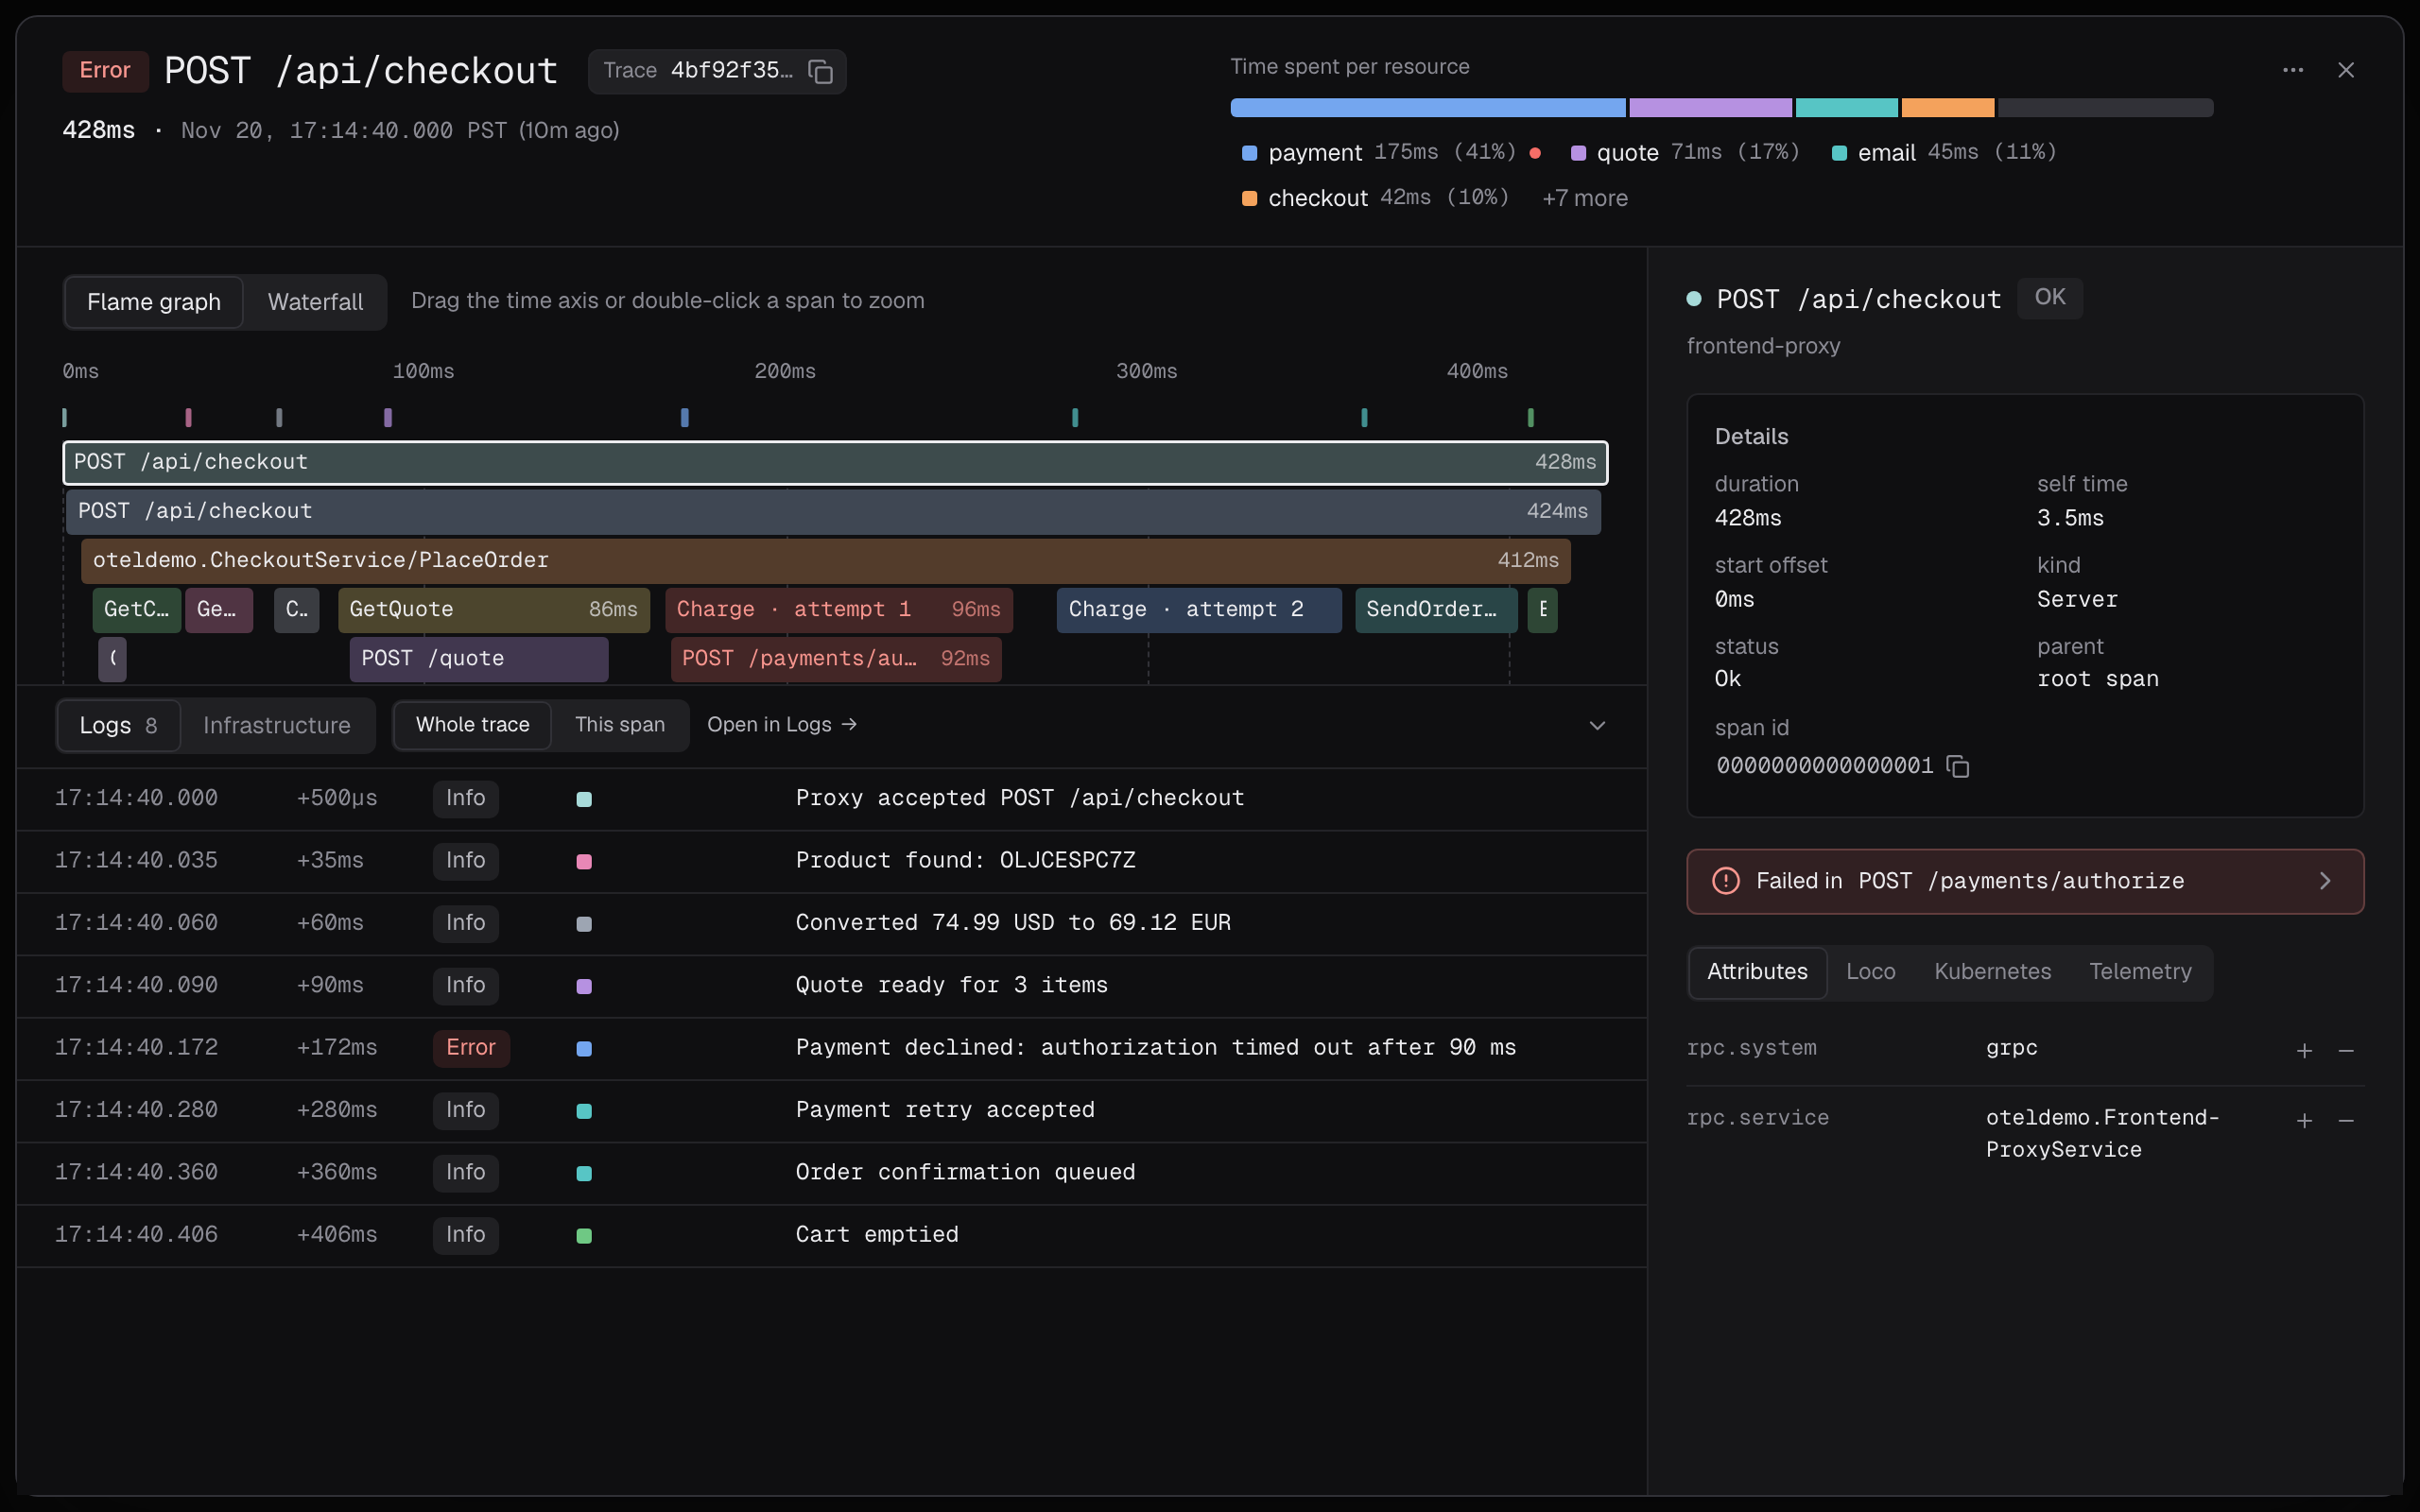 Error POST /api/checkout Trace 4bf92f35…
428ms · Nov 20, 17:14:40.000 PST (10m ago)
Time spent per resource
payment 175ms (41%) quote 71ms (17%) email 45ms (11%)
checkout 42ms (10%) +7 more
Flame graph Waterfall Drag the time axis or double-click a span to zoom
0ms 100ms 200ms 300ms 400ms
POST /api/checkout 428ms
POST /api/checkout 424ms
oteldemo.CheckoutService/PlaceOrder 412ms
GetC… Ge… C… GetQuote 86ms Charge · attempt 1 96ms Charge · attempt 2 SendOrder…
POST /quote POST /payments/au… 92ms
Logs 8 Infrastructure Whole trace This span Open in Logs →
17:14:40.000 +500µs Info Proxy accepted POST /api/checkout
17:14:40.035 +35ms Info Product found: OLJCESPC7Z
17:14:40.060 +60ms Info Converted 74.99 USD to 69.12 EUR
17:14:40.090 +90ms Info Quote ready for 3 items
17:14:40.172 +172ms Error Payment declined: authorization timed out after 90 ms
17:14:40.280 +280ms Info Payment retry accepted
17:14:40.360 +360ms Info Order confirmation queued
17:14:40.406 +406ms Info Cart emptied
POST /api/checkout OK
frontend-proxy
Details
duration self time
428ms 3.5ms
start offset kind
0ms Server
status parent
Ok root span
span id
0000000000000001
Failed in POST /payments/authorize
Attributes Loco Kubernetes Telemetry
rpc.system grpc
rpc.service oteldemo.Frontend-
ProxyService